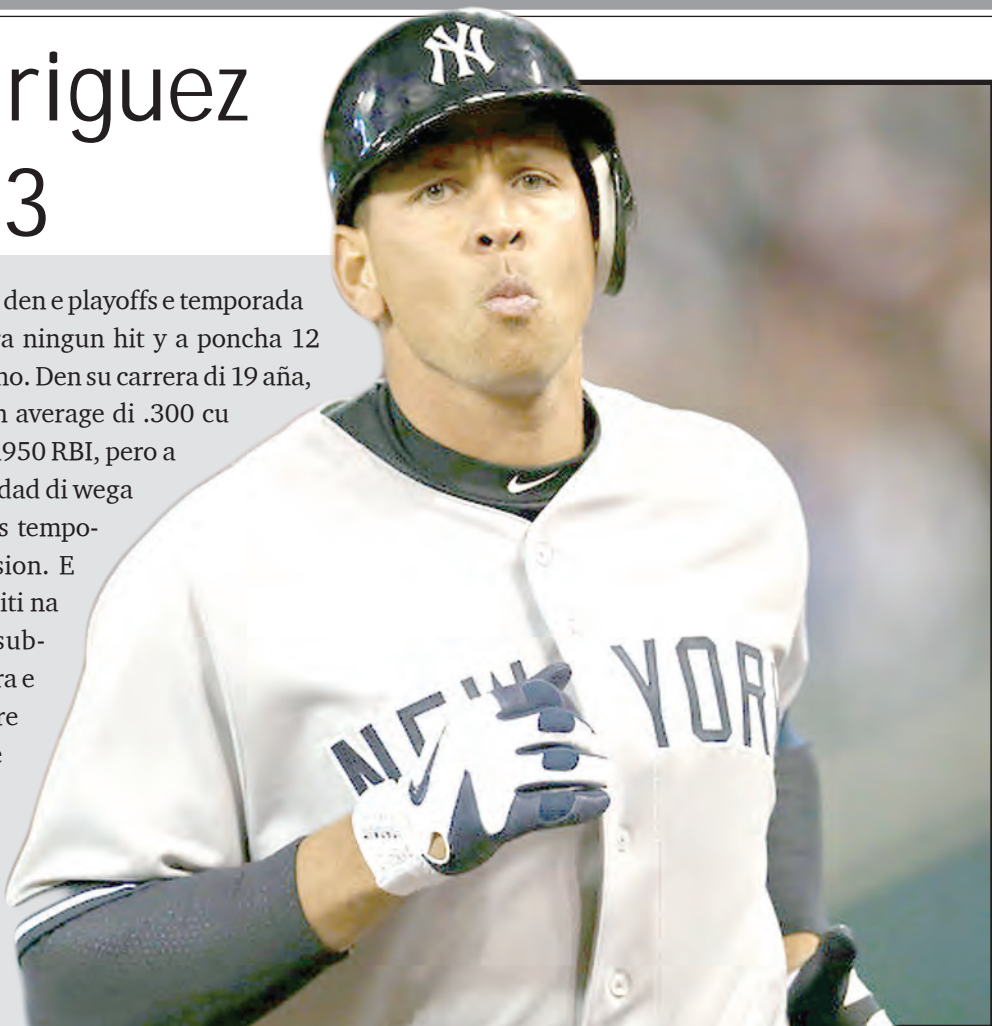 riguez
3
den e playoffs e temporada
a ningun hit y a poncha 12
no. Den su carrera di 19 aña,
average di .300 cu
950 RBI, pero a
dad di wega
s tempo-
sion. E
iti na
sub-
ra e
re
e
NY
NEW YOR